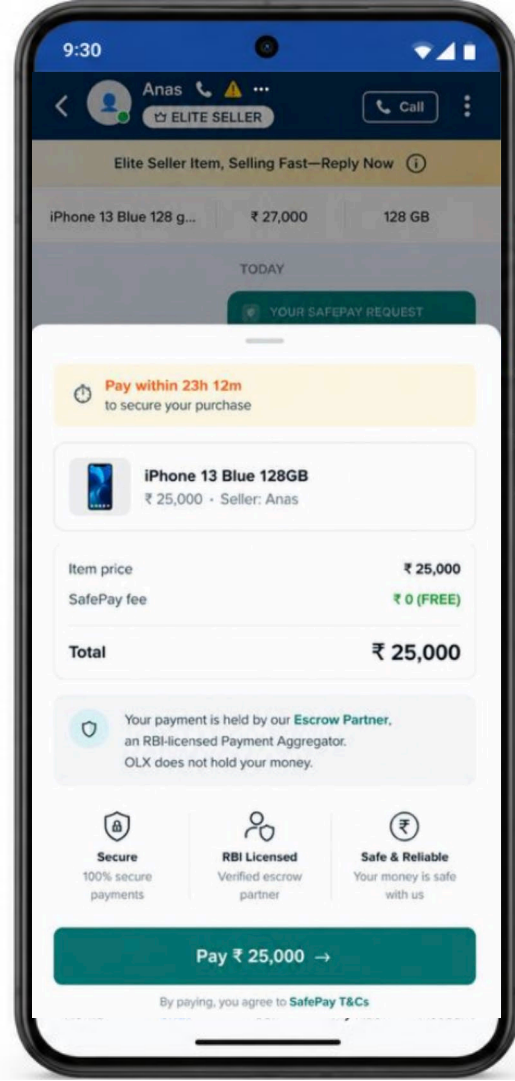 9:30
Anas
ELITE SELLER
Call
Elite Seller Item, Selling Fast—Reply Now
iPhone 13 Blue 128 g... ₹ 27,000 128 GB
TODAY
YOUR SAFEPAY REQUEST
Pay within 23h 12m
to secure your purchase
iPhone 13 Blue 128GB
₹ 25,000 • Seller: Anas
Item price ₹ 25,000
SafePay fee ₹ 0 (FREE)
Total ₹ 25,000
Your payment is held by our Escrow Partner,
an RBI-licensed Payment Aggregator.
OLX does not hold your money.
Secure
100% secure
payments
RBI Licensed
Verified escrow
partner
Safe & Reliable
Your money is safe
with us
Pay ₹ 25,000 →
By paying, you agree to SafePay T&Cs